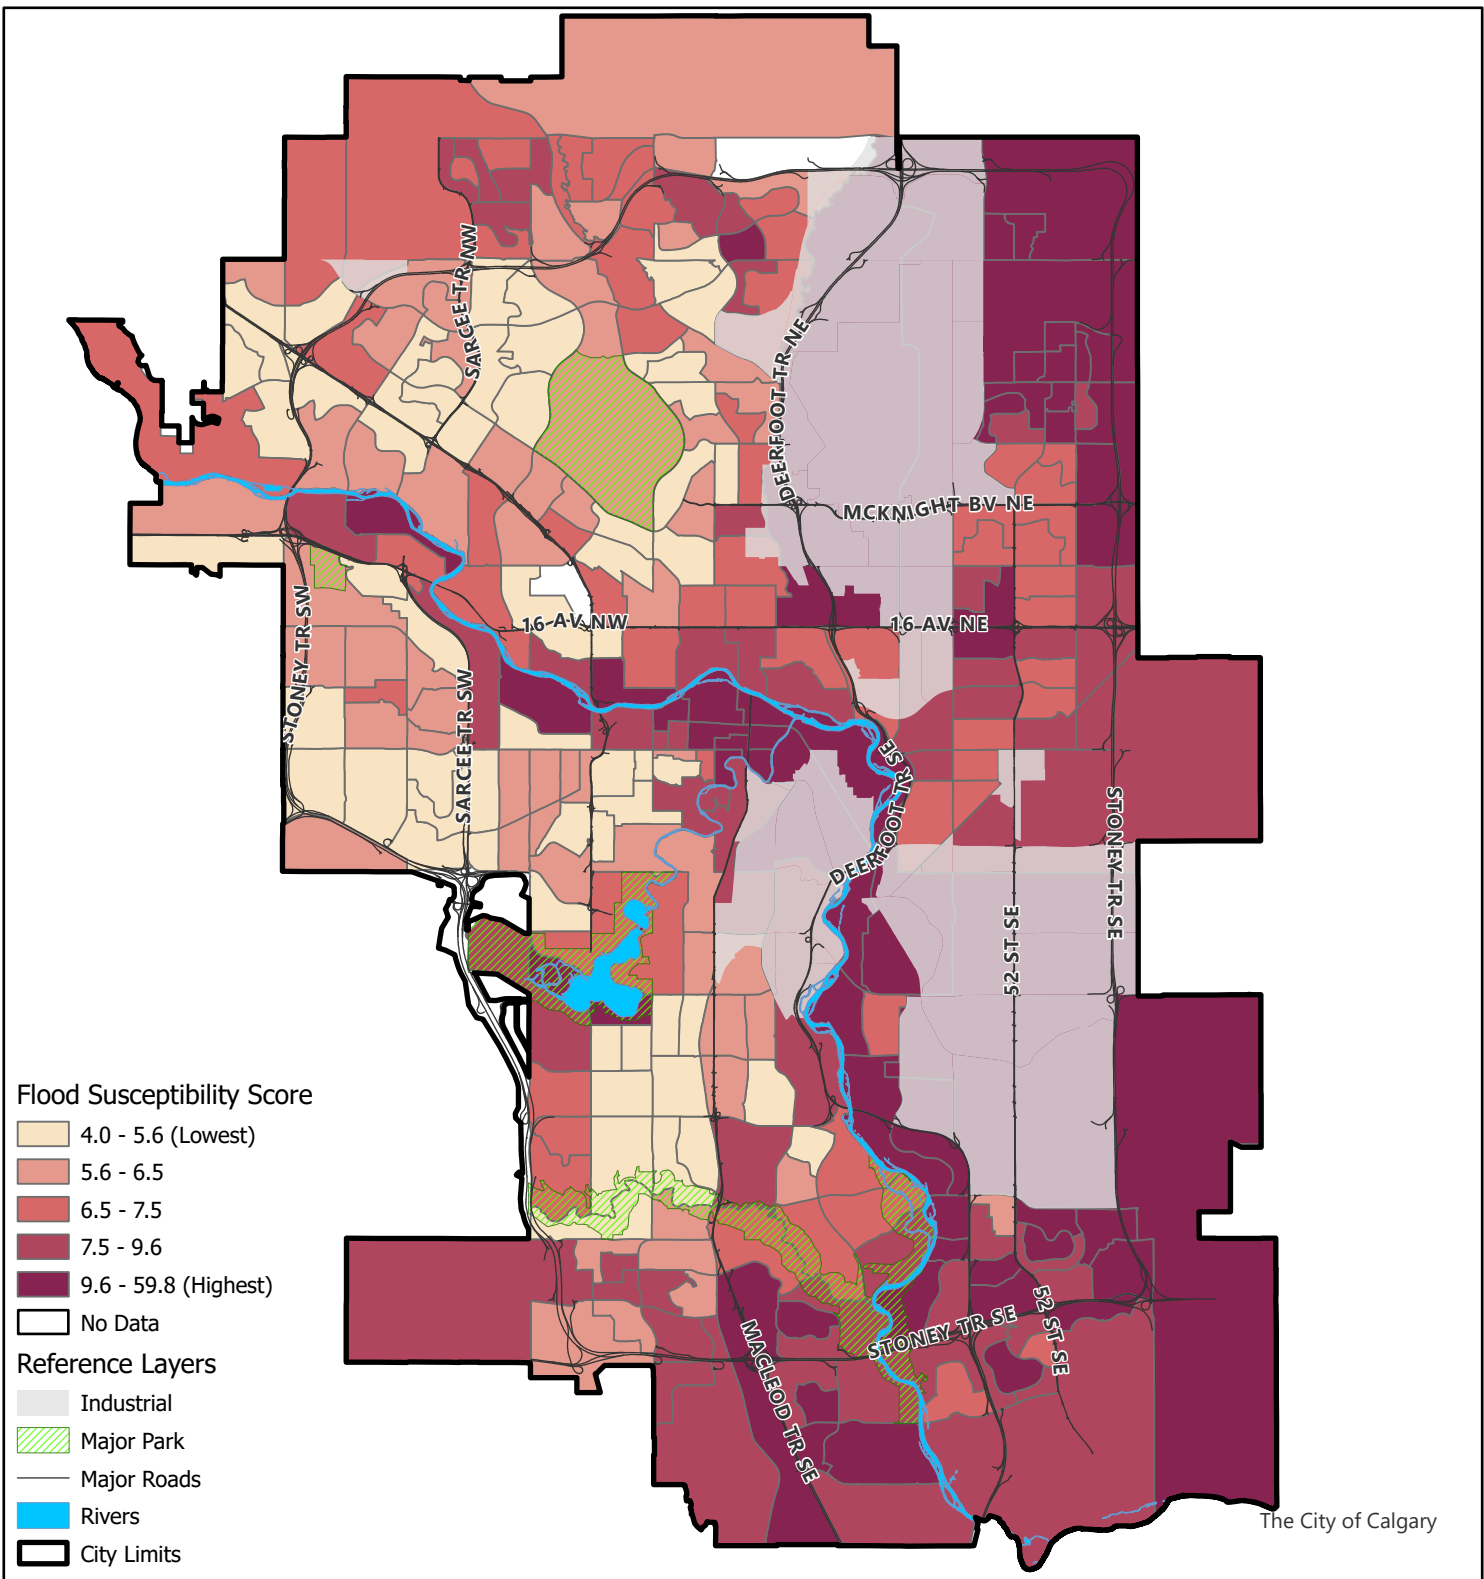 SARCEE TR NW
DEERFOOT TR NE
MCKNIGHT BV NE
16 AV NW
16 AV NE
STONEY TR SW
SARCEE TR SW
DEERFOOT TR SE
STONEY TR SE
52 ST SE
STONEY TR SE
52 ST SE
MACLEOD TR SE
Flood Susceptibility Score
4.0 - 5.6 (Lowest)
5.6 - 6.5
6.5 - 7.5
7.5 - 9.6
9.6 - 59.8 (Highest)
No Data
Reference Layers
Industrial
Major Park
Major Roads
Rivers
City Limits
The City of Calgary